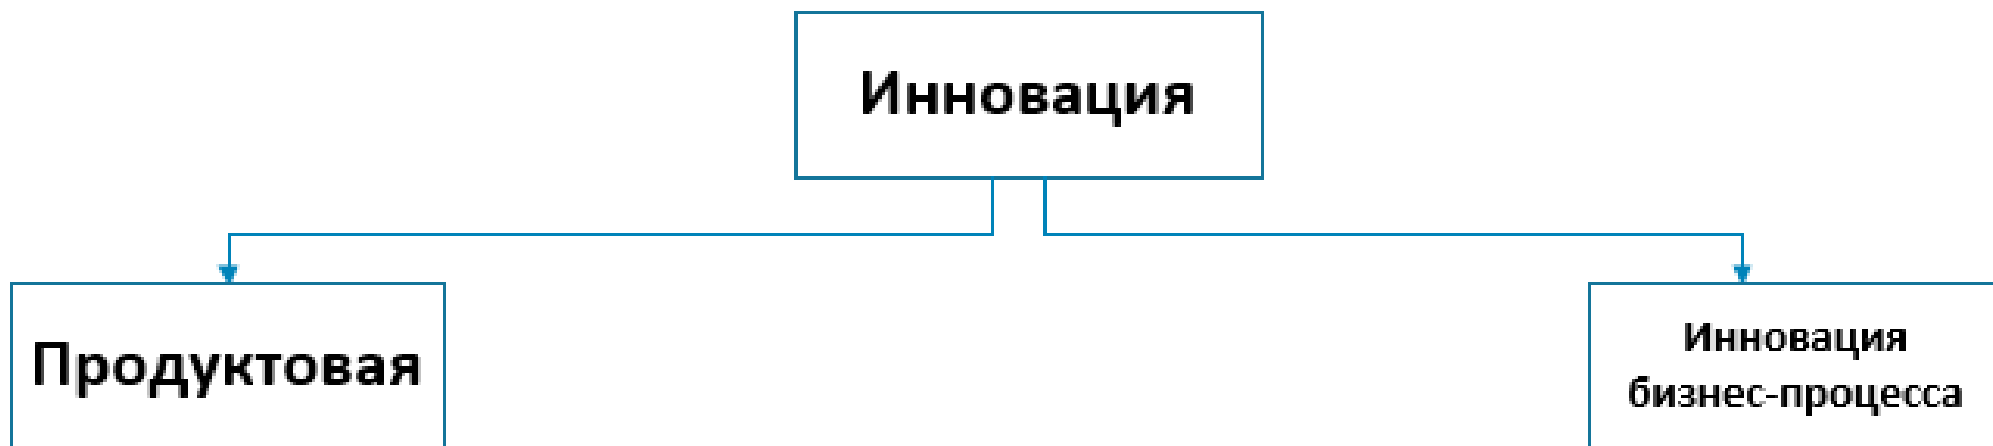 Инновация
Продуктовая
Инновация
бизнес-процесса